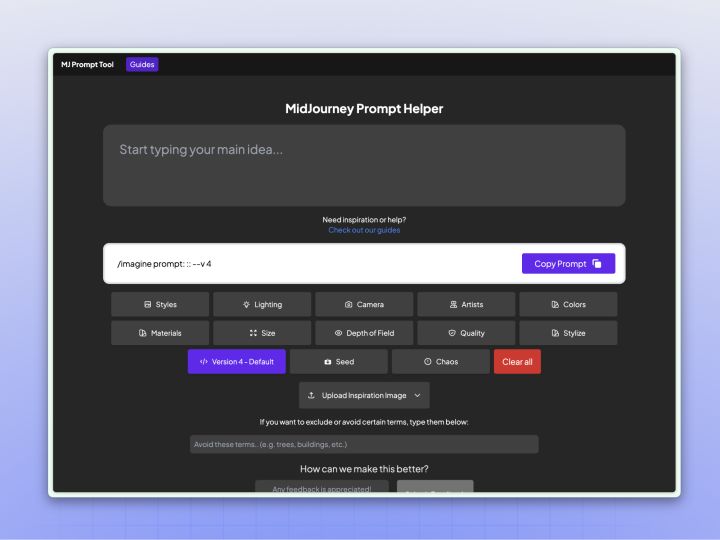 MJ Prompt Tool Guides
MidJourney Prompt Helper
Start typing your main idea...
Need inspiration or help?
Check out our guides
/imagine prompt: :: --v 4 Copy Prompt
Styles Lighting Camera Artists Colors
Materials Size Depth of Field Quality Stylize
</> Version 4 - Default Seed Chaos Clear all
Upload Inspiration Image
If you want to exclude or avoid certain terms, type them below:
Avoid these terms.. (e.g. trees, buildings, etc.)
How can we make this better?
Any feedback is appreciated!